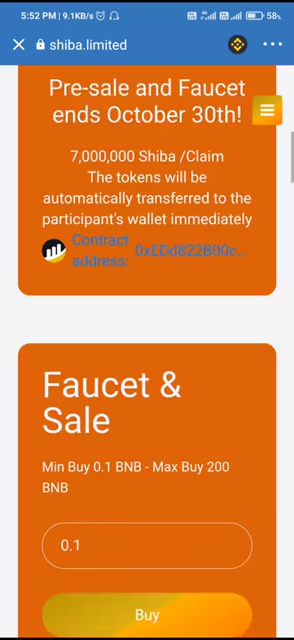 5:52 PM | 9.1KB/s
58%
shiba.limited
Pre-sale and Faucet
ends October 30th!
7,000,000 Shiba /Claim
The tokens will be
automatically transferred to the
participant's wallet immediately
Contract
address:
0xEDd822B00c...
Faucet &
Sale
Min Buy 0.1 BNB - Max Buy 200
BNB
0.1
Buy